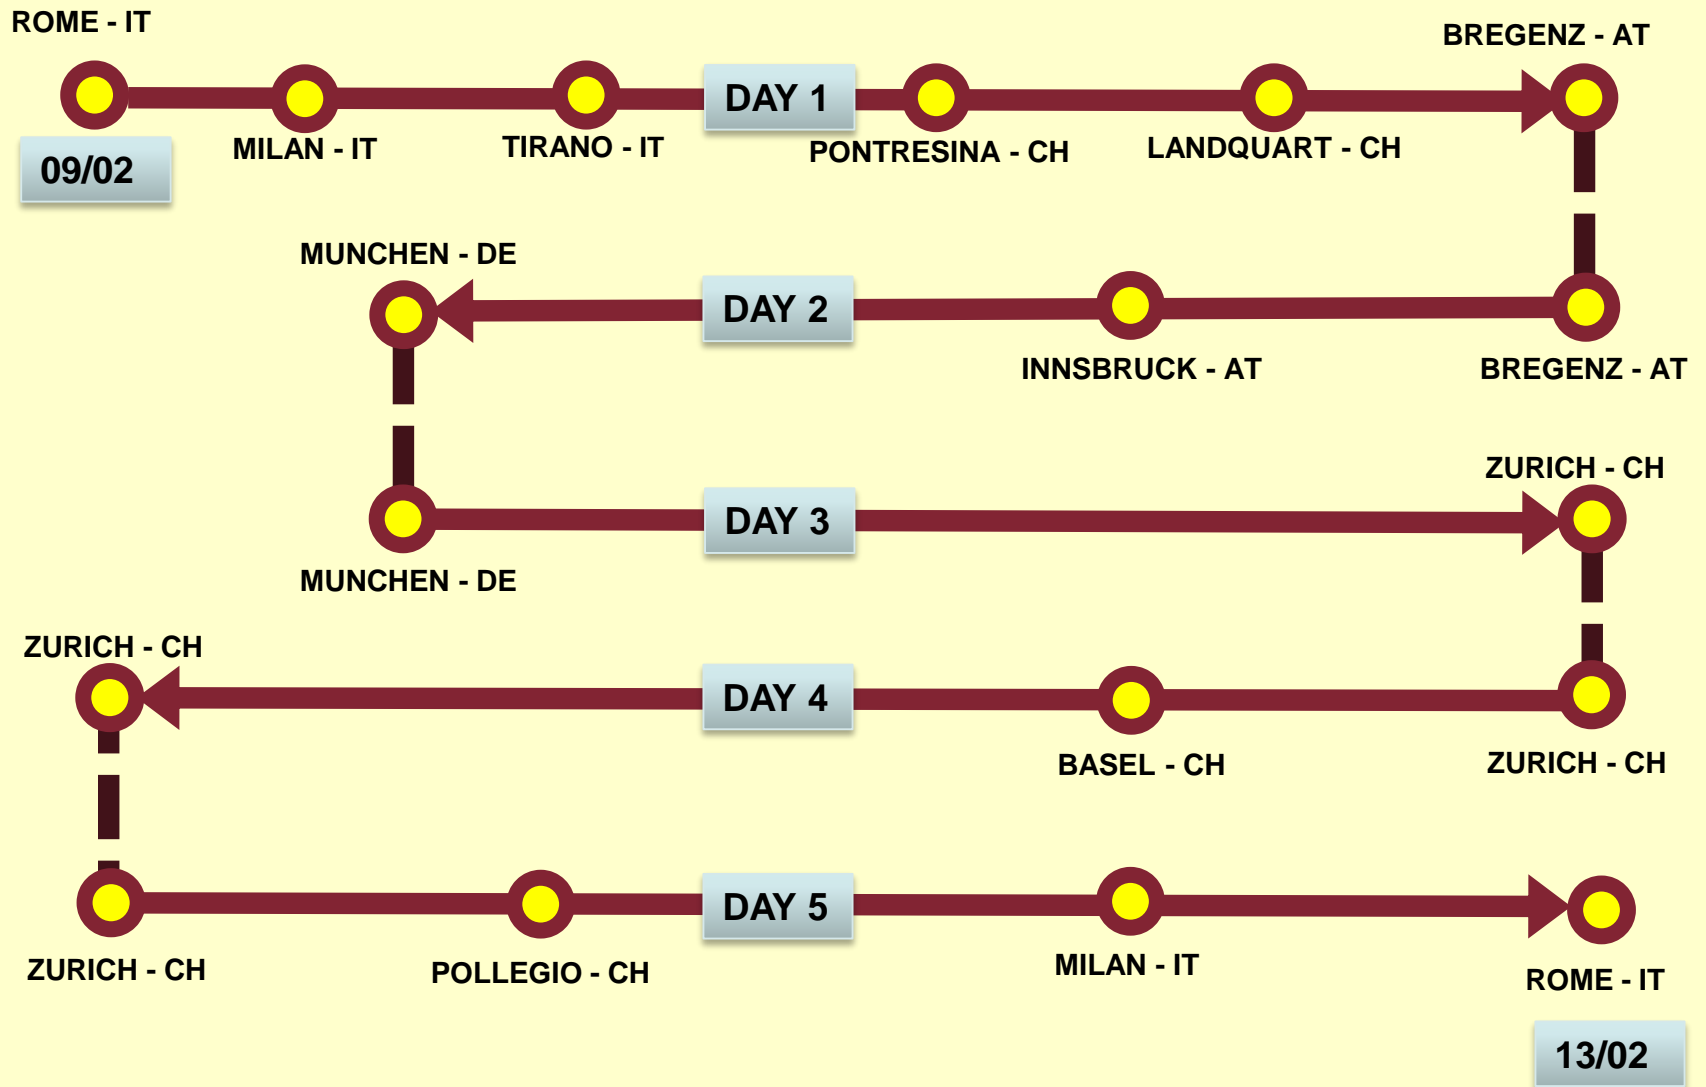 ROME - IT
BREGENZ - AT
DAY 1
MILAN - IT
TIRANO - IT
PONTRESINA - CH
LANDQUART - CH
09/02
MUNCHEN - DE
DAY 2
INNSBRUCK - AT
BREGENZ - AT
ZURICH - CH
DAY 3
MUNCHEN - DE
ZURICH - CH
DAY 4
BASEL - CH
ZURICH - CH
DAY 5
ZURICH - CH
POLLEGIO - CH
MILAN - IT
ROME - IT
13/02